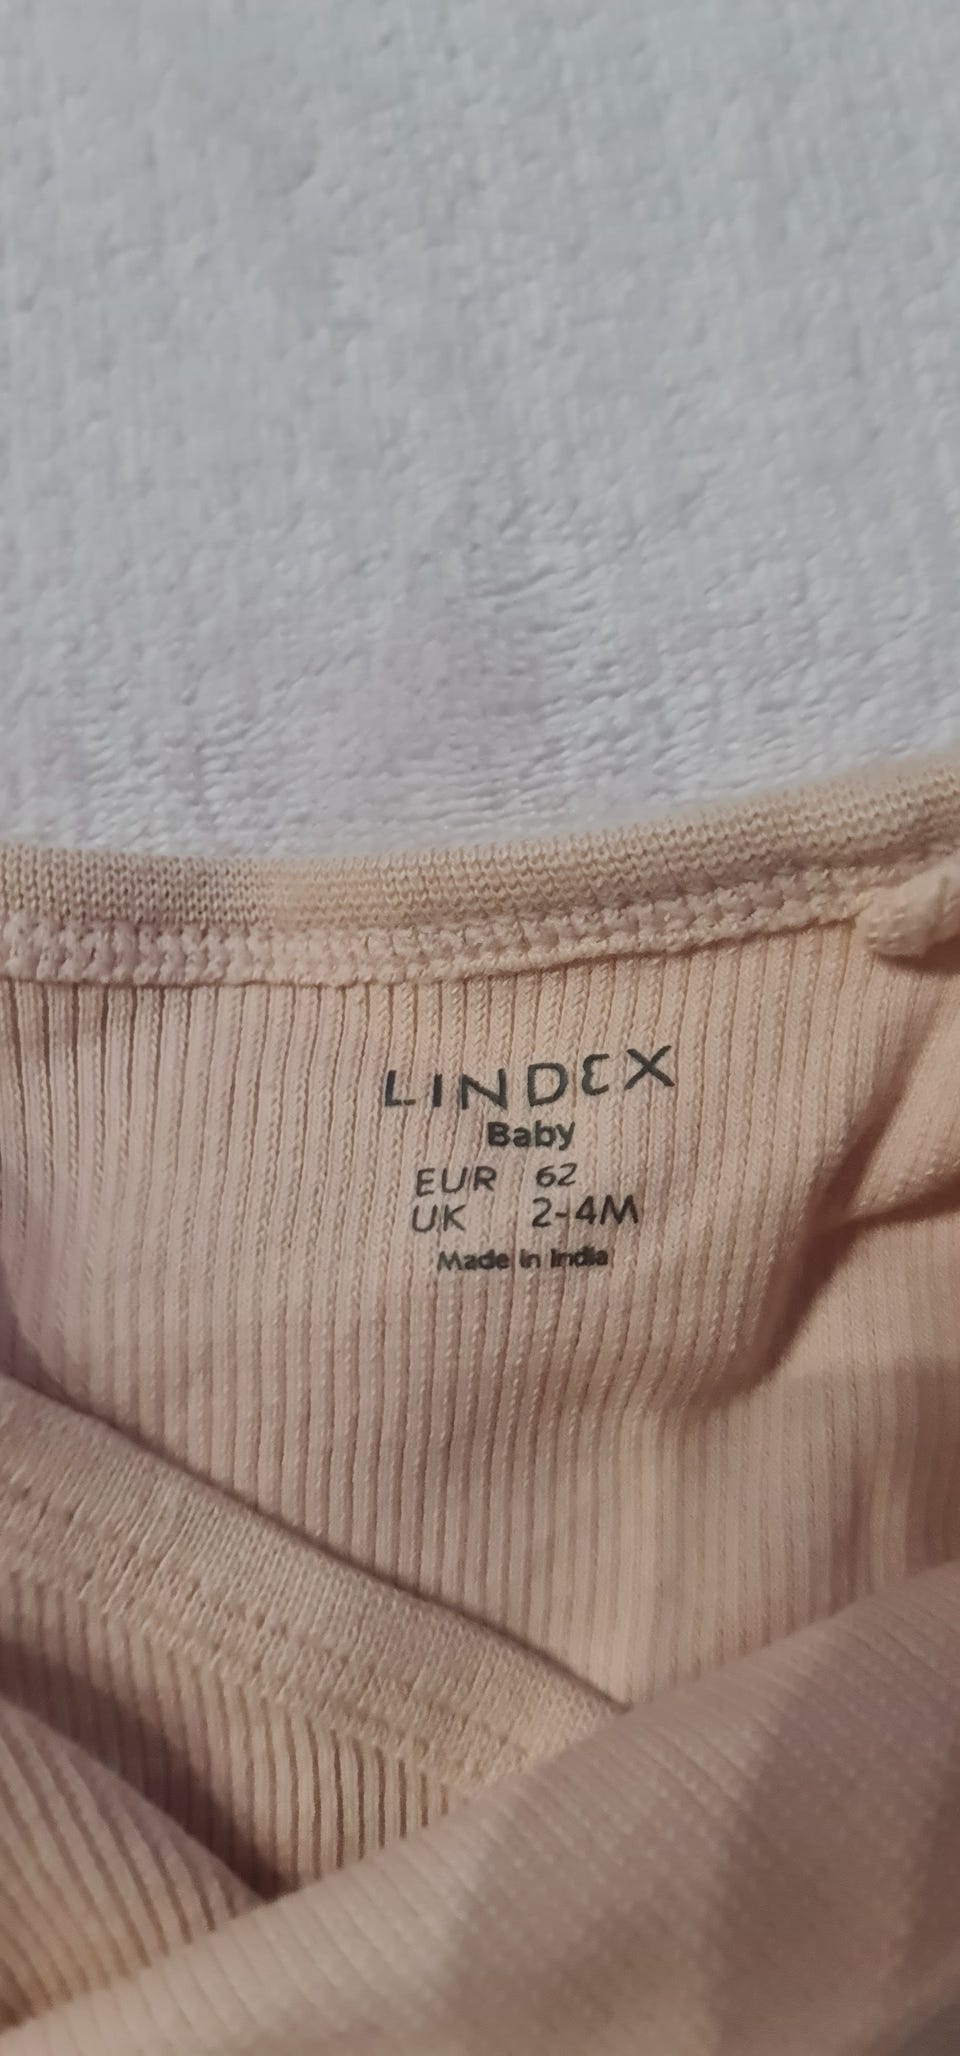 LINDEX
Baby
EUR 62
UK 2-4M
Made in India